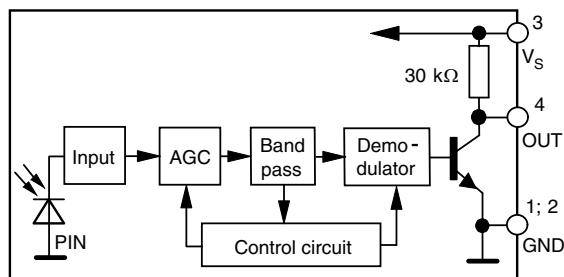 3
V_S
30 kΩ
4
OUT
Input
AGC
Band
pass
Demo-
dulator
1; 2
GND
PIN
Control circuit